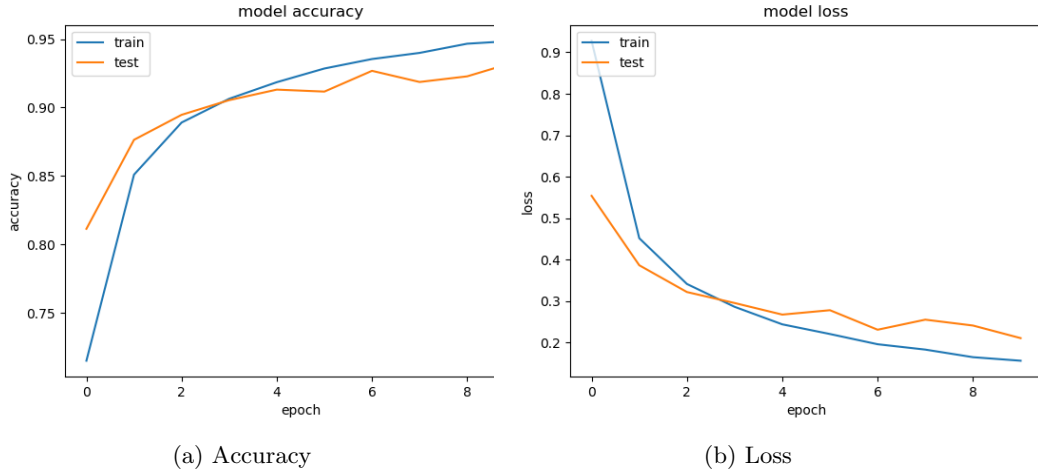 model accuracy
train
test
0.95
0.90
0.85
0.80
0.75
accuracy
0 2 4 6 8
epoch
(a) Accuracy
model loss
train
test
0.9
0.8
0.7
0.6
0.5
0.4
0.3
0.2
loss
0 2 4 6 8
epoch
(b) Loss